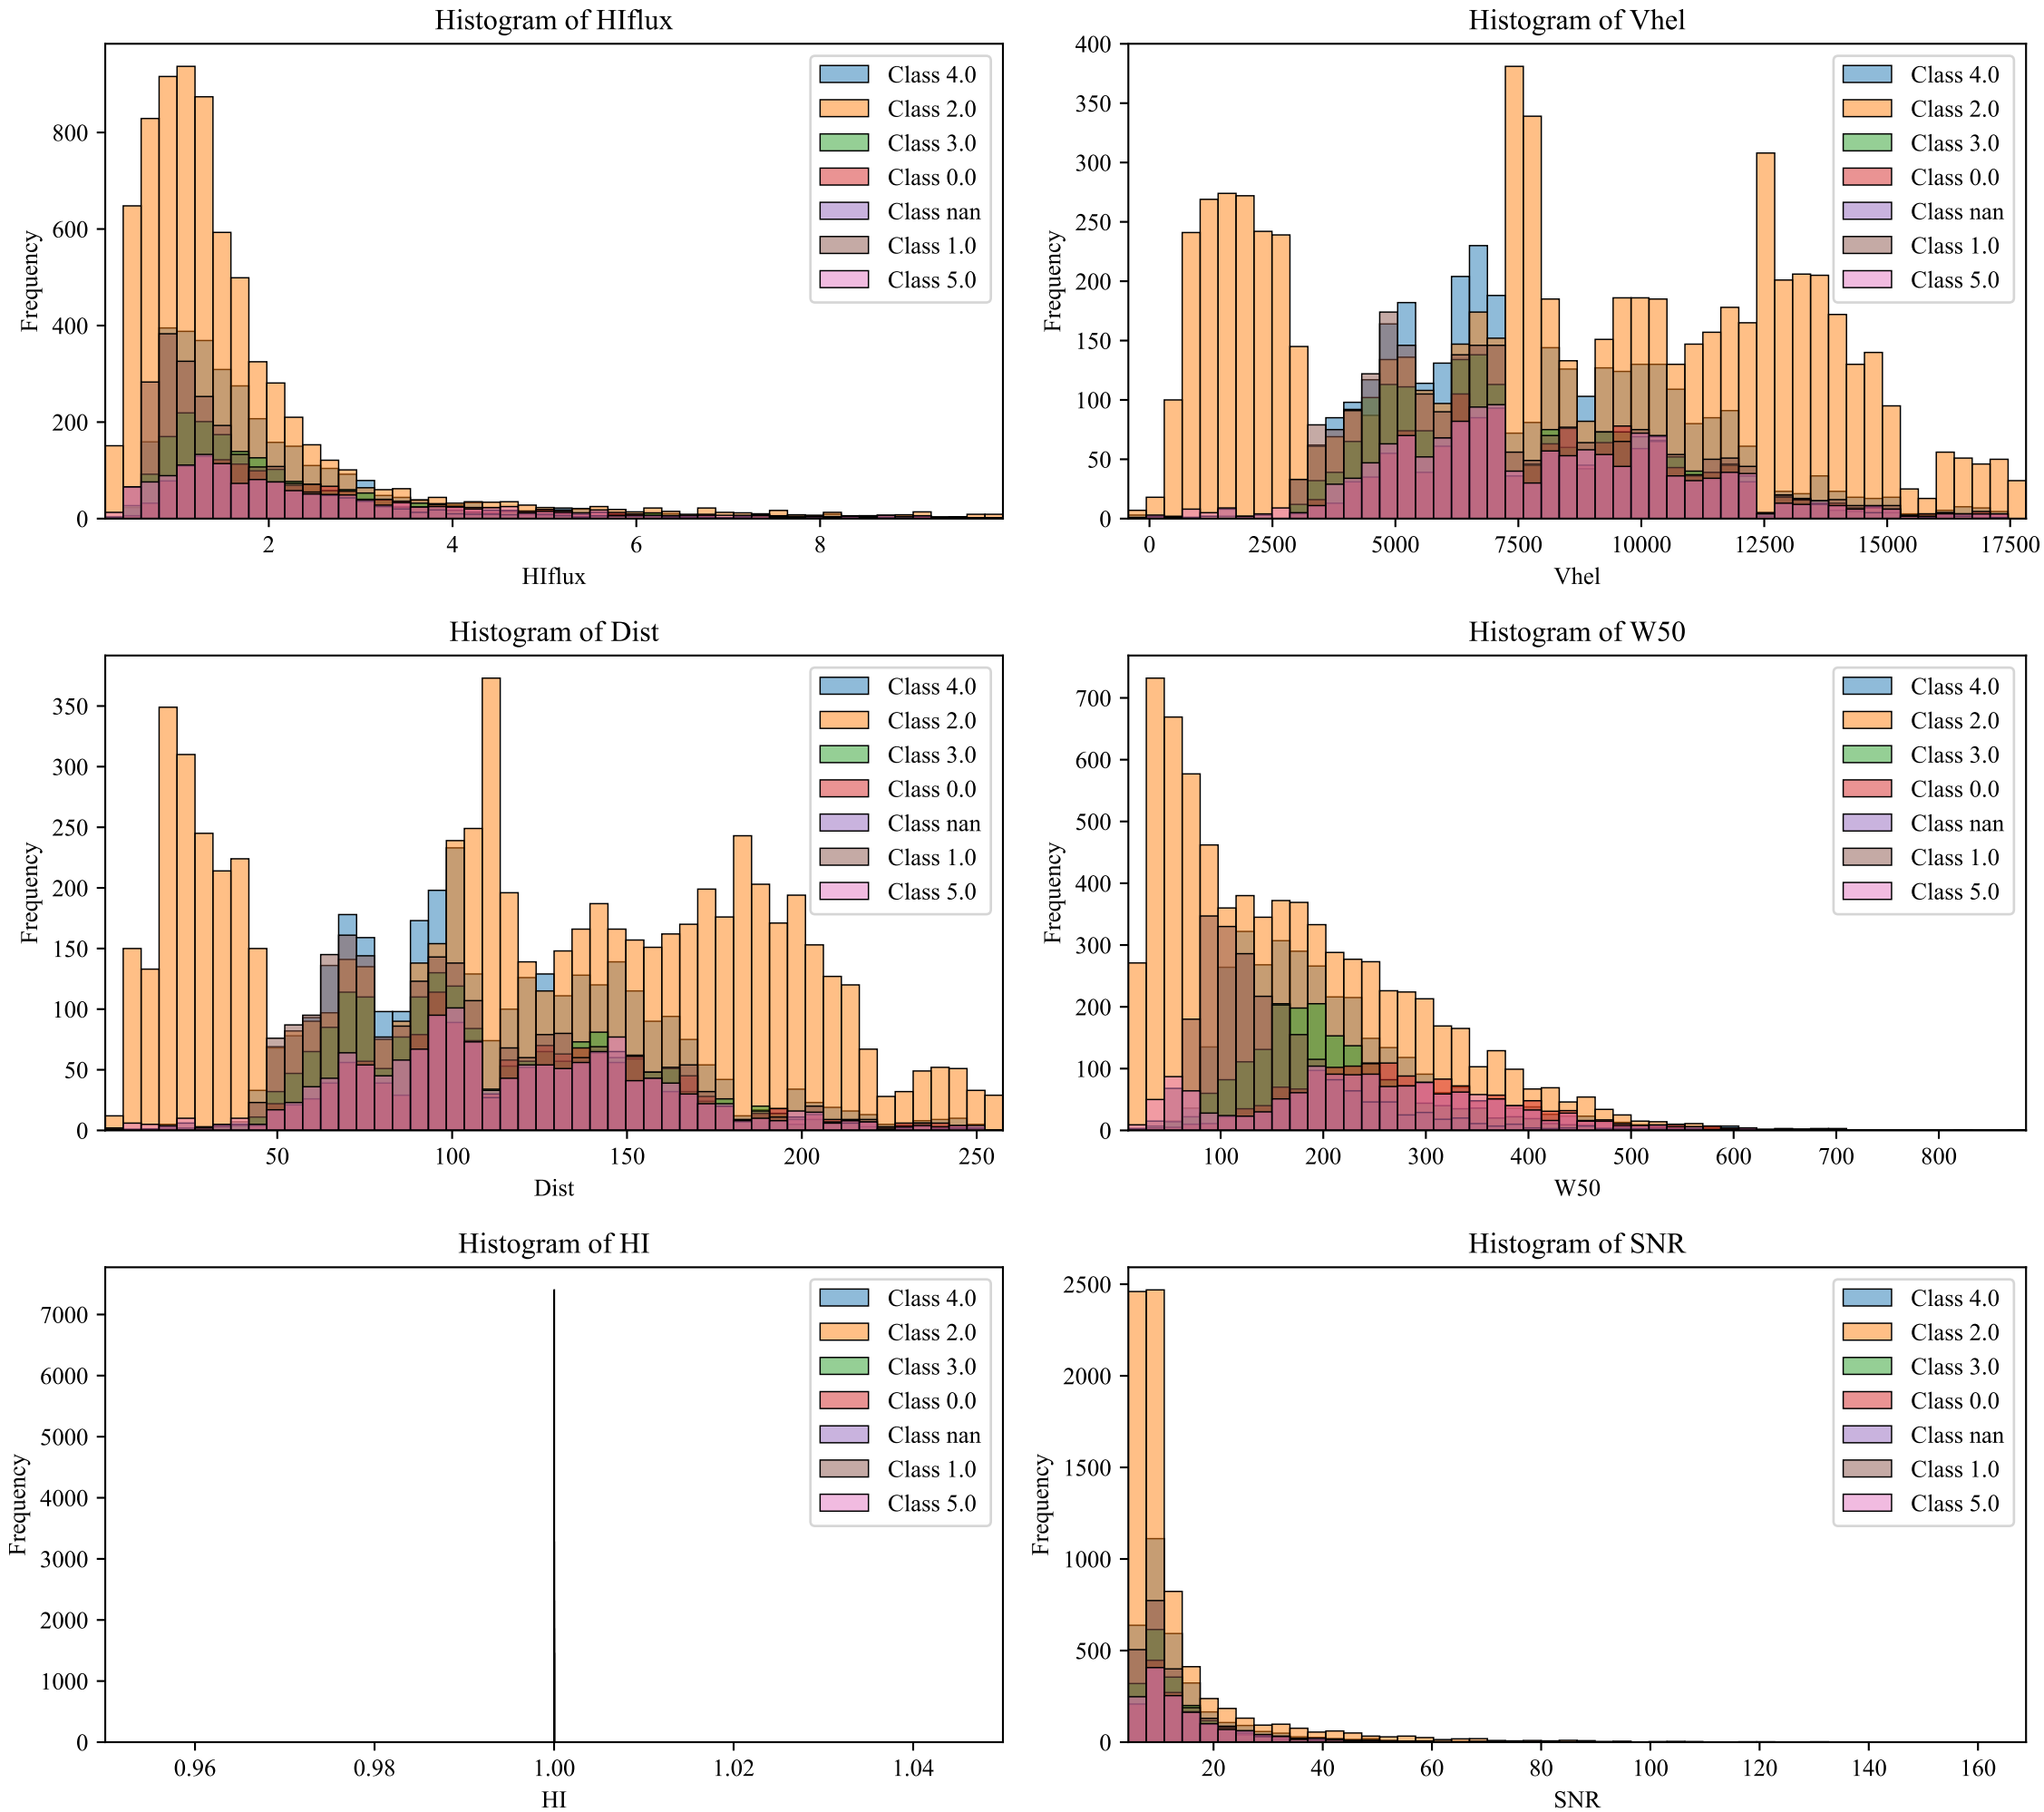 Histogram of HIflux
Frequency
800
600
400
200
0
2 4 6 8
HIflux
Class 4.0
Class 2.0
Class 3.0
Class 0.0
Class nan
Class 1.0
Class 5.0
Histogram of Vhel
Frequency
400
350
300
250
200
150
100
50
0
0 2500 5000 7500 10000 12500 15000 17500
Vhel
Class 4.0
Class 2.0
Class 3.0
Class 0.0
Class nan
Class 1.0
Class 5.0
Histogram of Dist
Frequency
350
300
250
200
150
100
50
0
50 100 150 200 250
Dist
Class 4.0
Class 2.0
Class 3.0
Class 0.0
Class nan
Class 1.0
Class 5.0
Histogram of W50
Frequency
700
600
500
400
300
200
100
0
100 200 300 400 500 600 700 800
W50
Class 4.0
Class 2.0
Class 3.0
Class 0.0
Class nan
Class 1.0
Class 5.0
Histogram of HI
Frequency
7000
6000
5000
4000
3000
2000
1000
0
0.96 0.98 1.00 1.02 1.04
HI
Class 4.0
Class 2.0
Class 3.0
Class 0.0
Class nan
Class 1.0
Class 5.0
Histogram of SNR
Frequency
2500
2000
1500
1000
500
0
20 40 60 80 100 120 140 160
SNR
Class 4.0
Class 2.0
Class 3.0
Class 0.0
Class nan
Class 1.0
Class 5.0